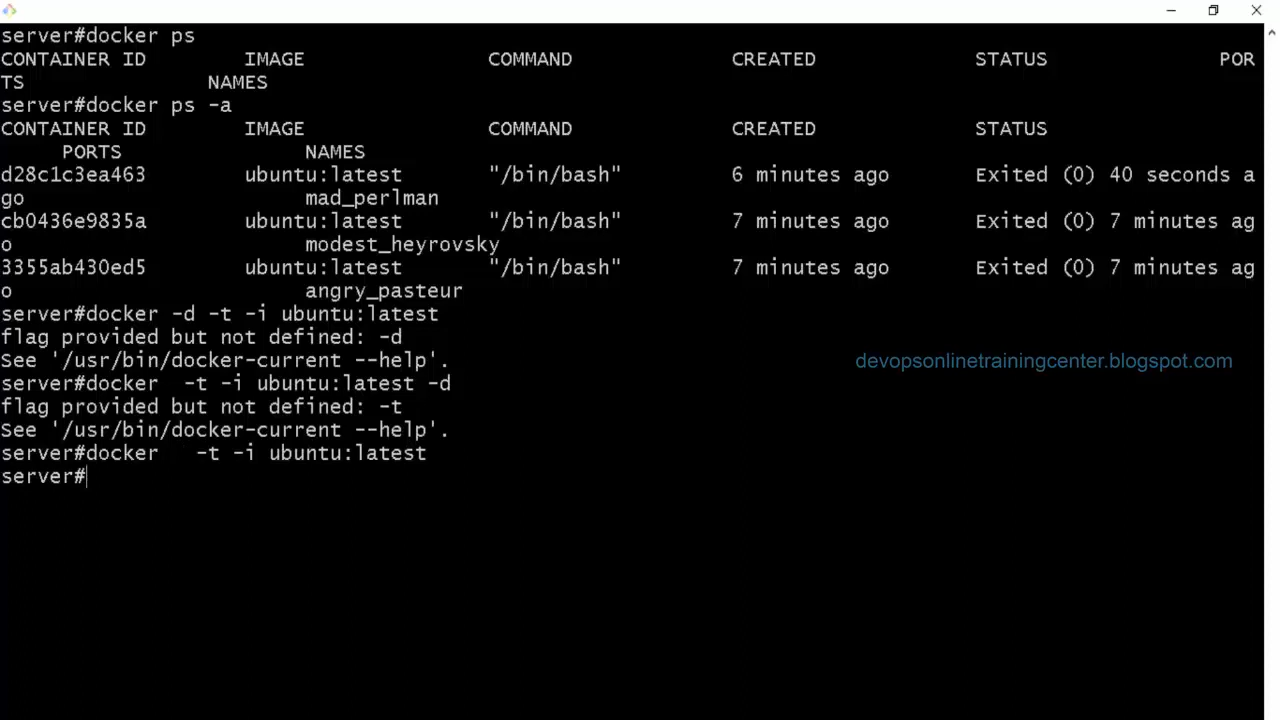 server#docker ps
CONTAINER ID        IMAGE               COMMAND             CREATED             STATUS              POR
TS               NAMES
server#docker ps -a
CONTAINER ID        IMAGE               COMMAND             CREATED             STATUS
     PORTS               NAMES
d28c1c3ea463        ubuntu:latest       "/bin/bash"         6 minutes ago       Exited (0) 40 seconds a
go                       mad_perlman
cb0436e9835a        ubuntu:latest       "/bin/bash"         7 minutes ago       Exited (0) 7 minutes ag
o                        modest_heyrovsky
3355ab430ed5        ubuntu:latest       "/bin/bash"         7 minutes ago       Exited (0) 7 minutes ag
o                        angry_pasteur
server#docker -d -t -i ubuntu:latest
flag provided but not defined: -d
See '/usr/bin/docker-current --help'.
devopsonlinetrainingcenter.blogspot.com
server#docker  -t -i ubuntu:latest -d
flag provided but not defined: -t
See '/usr/bin/docker-current --help'.
server#docker   -t -i ubuntu:latest
server#